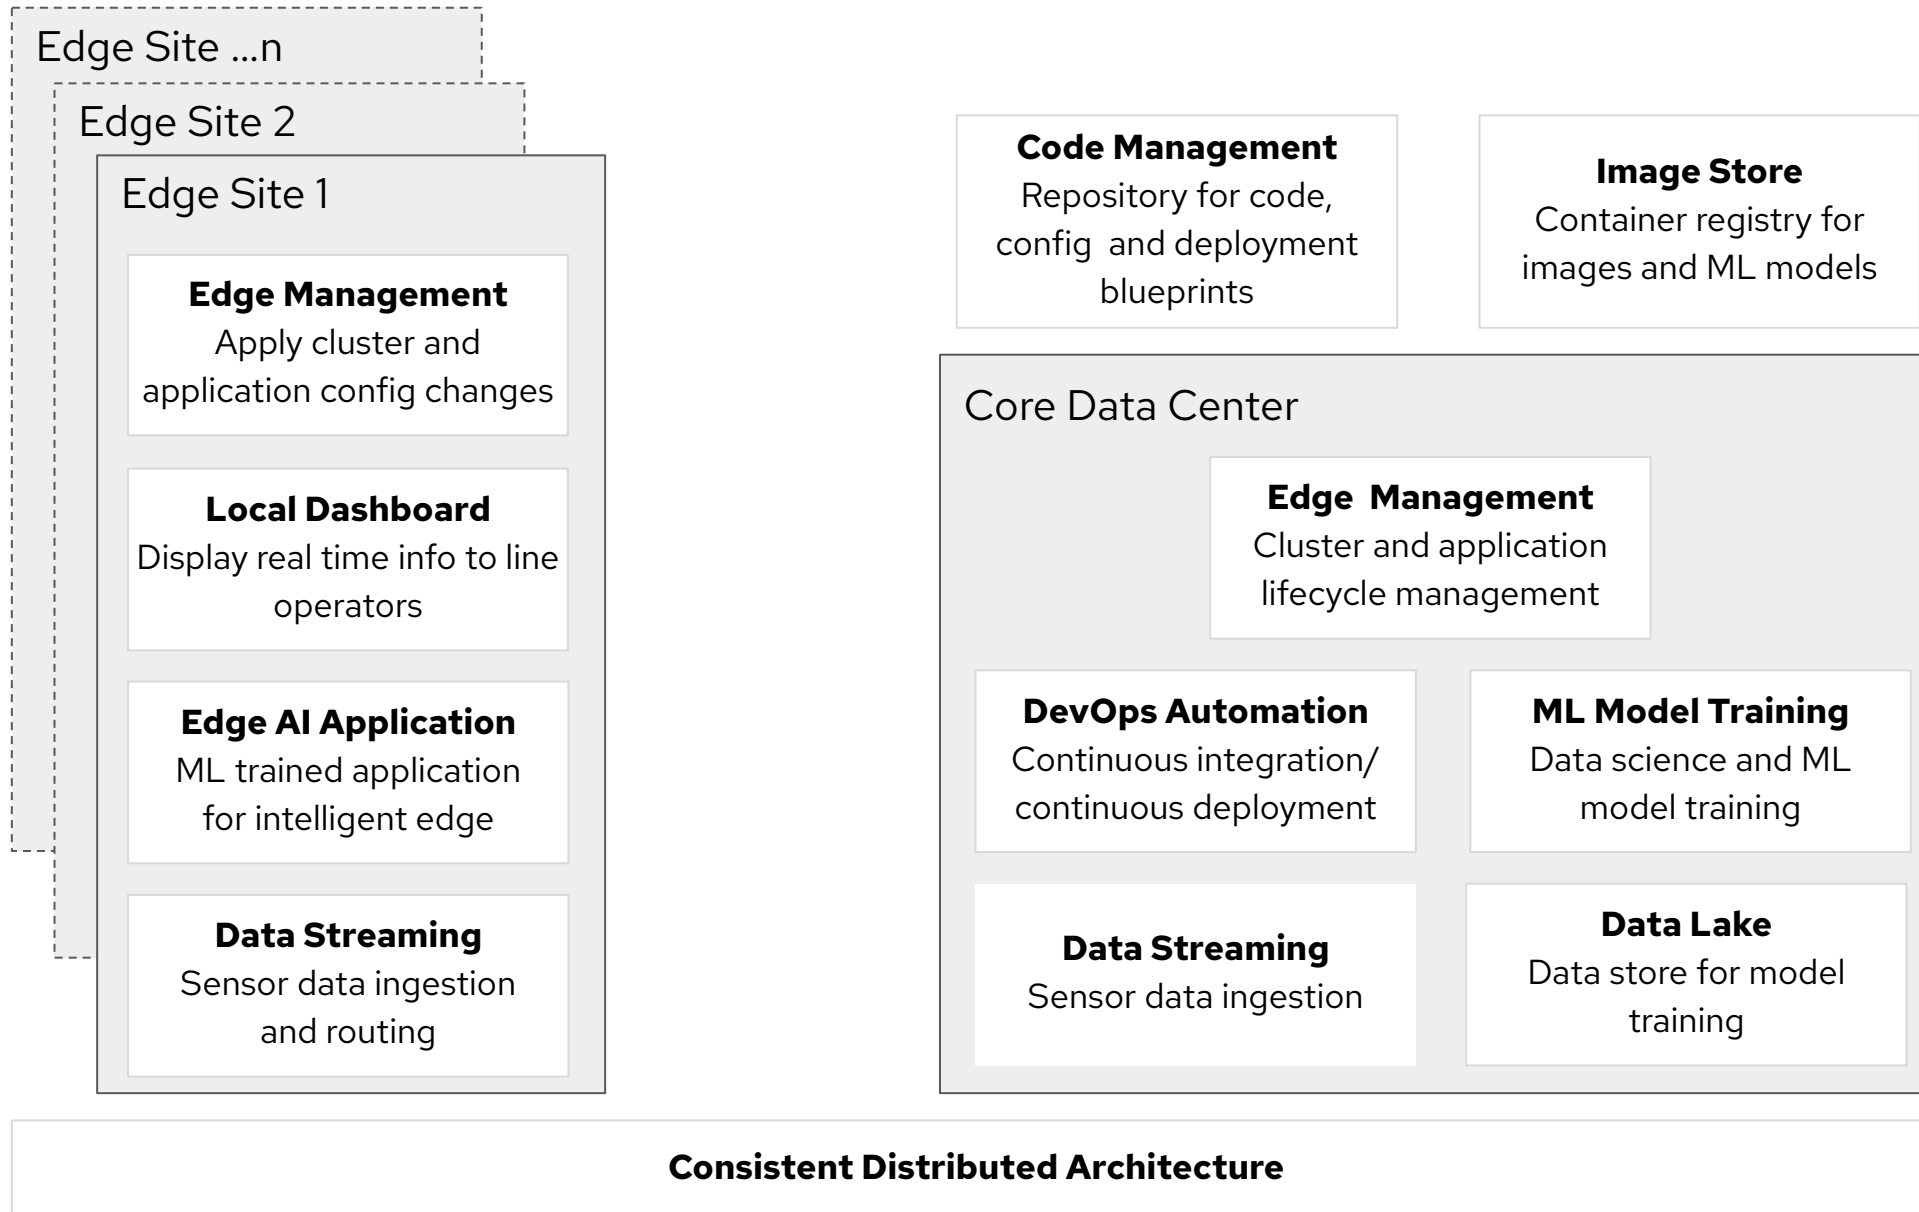 Edge Site ...n
Edge Site 2
Edge Site 1
Edge Management
Apply cluster and
application config changes
Local Dashboard
Display real time info to line
operators
Edge AI Application
ML trained application
for intelligent edge
Data Streaming
Sensor data ingestion
and routing
Code Management
Repository for code,
config and deployment
blueprints
Image Store
Container registry for
images and ML models
Core Data Center
Edge Management
Cluster and application
lifecycle management
DevOps Automation
Continuous integration/
continuous deployment
ML Model Training
Data science and ML
model training
Data Streaming
Sensor data ingestion
Data Lake
Data store for model
training
Consistent Distributed Architecture